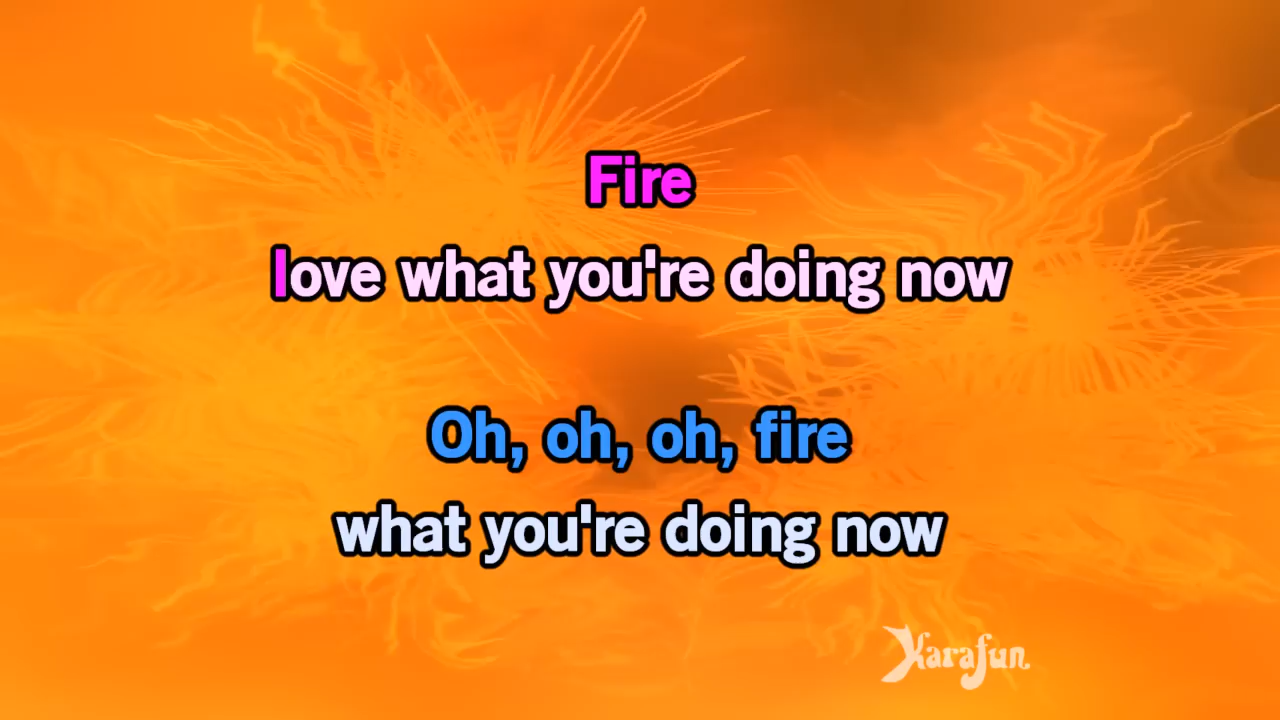 Fire
love what you're doing now
Oh, oh, oh, fire
what you're doing now
Karafun